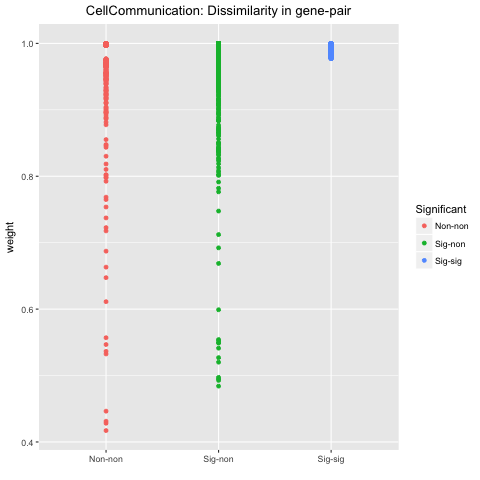 CellCommunication: Dissimilarity in gene-pair
1.0
0.8
0.6
0.4
weight
Non-non
Sig-non
Sig-sig
Significant
Non-non
Sig-non
Sig-sig